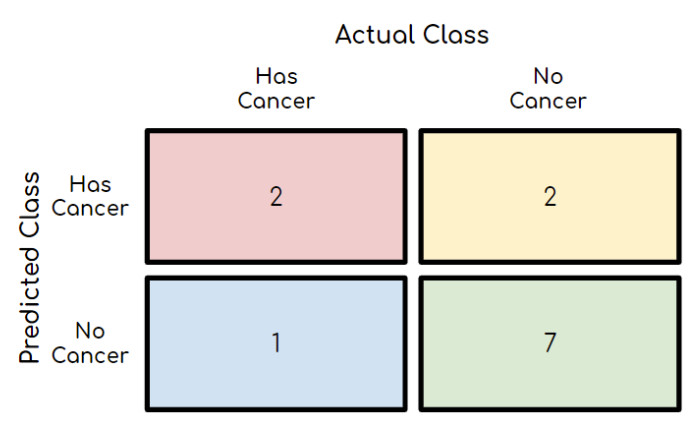 Actual Class
Has
Cancer
No
Cancer
Predicted Class
Has
Cancer
2
2
No
Cancer
1
7